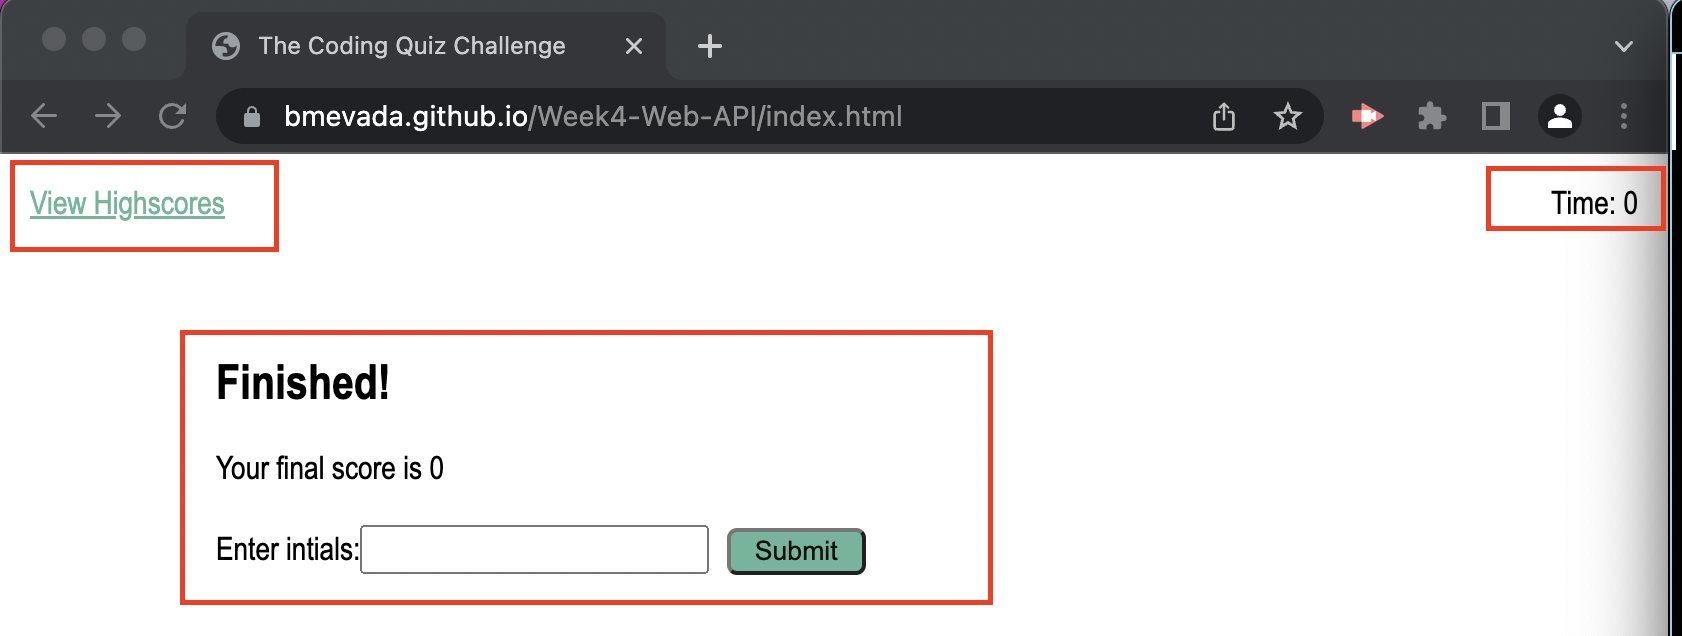 The Coding Quiz Challenge
bmevada.github.io/Week4-Web-API/index.html
View Highscores
Time: 0
Finished!
Your final score is 0
Enter intials:
Submit